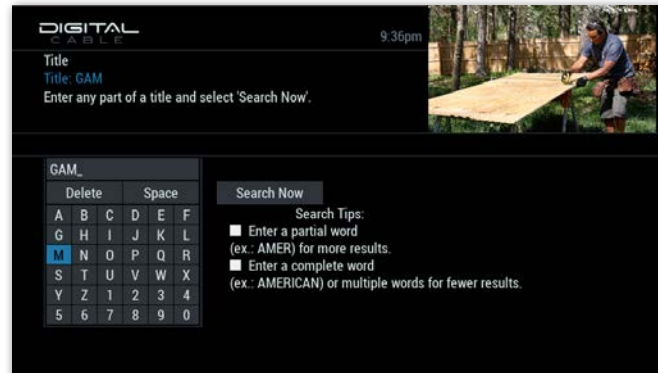 DIGITAL
CABLE
9:36pm
Title
Title: GAM
Enter any part of a title and select 'Search Now'.
GAM_
Delete Space
A B C D E F
G H I J K L
M N O P Q R
S T U V W X
Y Z 1 2 3 4
5 6 7 8 9 0
Search Now
Search Tips:
Enter a partial word
(ex.: AMER) for more results.
Enter a complete word
(ex.: AMERICAN) or multiple words for fewer results.